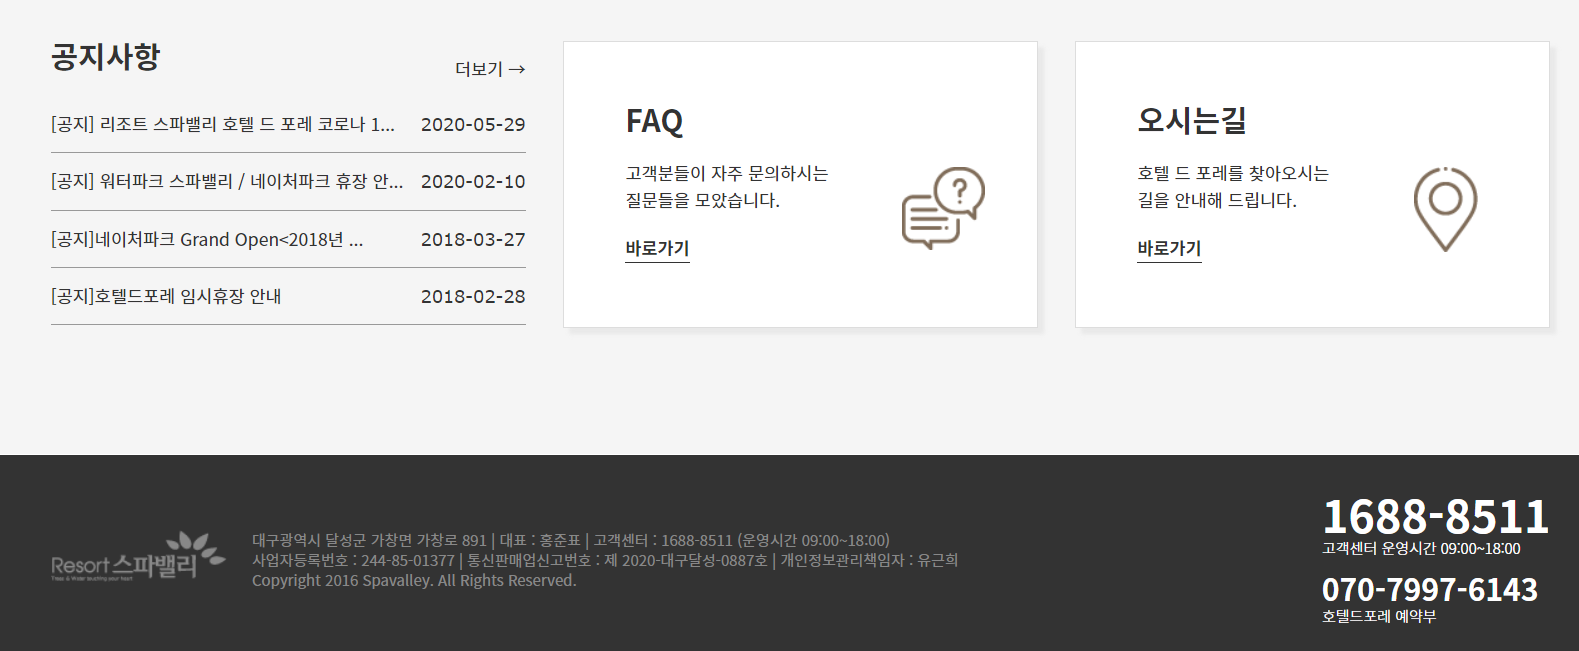 공지사항
더보기 →
[공지] 리조트 스파밸리 호텔 드 포레 코로나 1... 2020-05-29
[공지] 워터파크 스파밸리 / 네이처파크 휴장 안... 2020-02-10
[공지]네이처파크 Grand Open<2018년 ... 2018-03-27
[공지]호텔드포레 임시휴장 안내 2018-02-28
FAQ
고객분들이 자주 문의하시는
질문들을 모았습니다.
바로가기
오시는길
호텔 드 포레를 찾아오시는
길을 안내해 드립니다.
바로가기
Resort 스파밸리
대구광역시 달성군 가창면 가창로 891 | 대표 : 홍준표 | 고객센터 : 1688-8511 (운영시간 09:00~18:00)
사업자등록번호 : 244-85-01377 | 통신판매업신고번호 : 제 2020-대구달성-0887호 | 개인정보관리책임자 : 유근희
Copyright 2016 Spavalley. All Rights Reserved.
1688-8511
고객센터 운영시간 09:00~18:00
070-7997-6143
호텔드포레 예약부